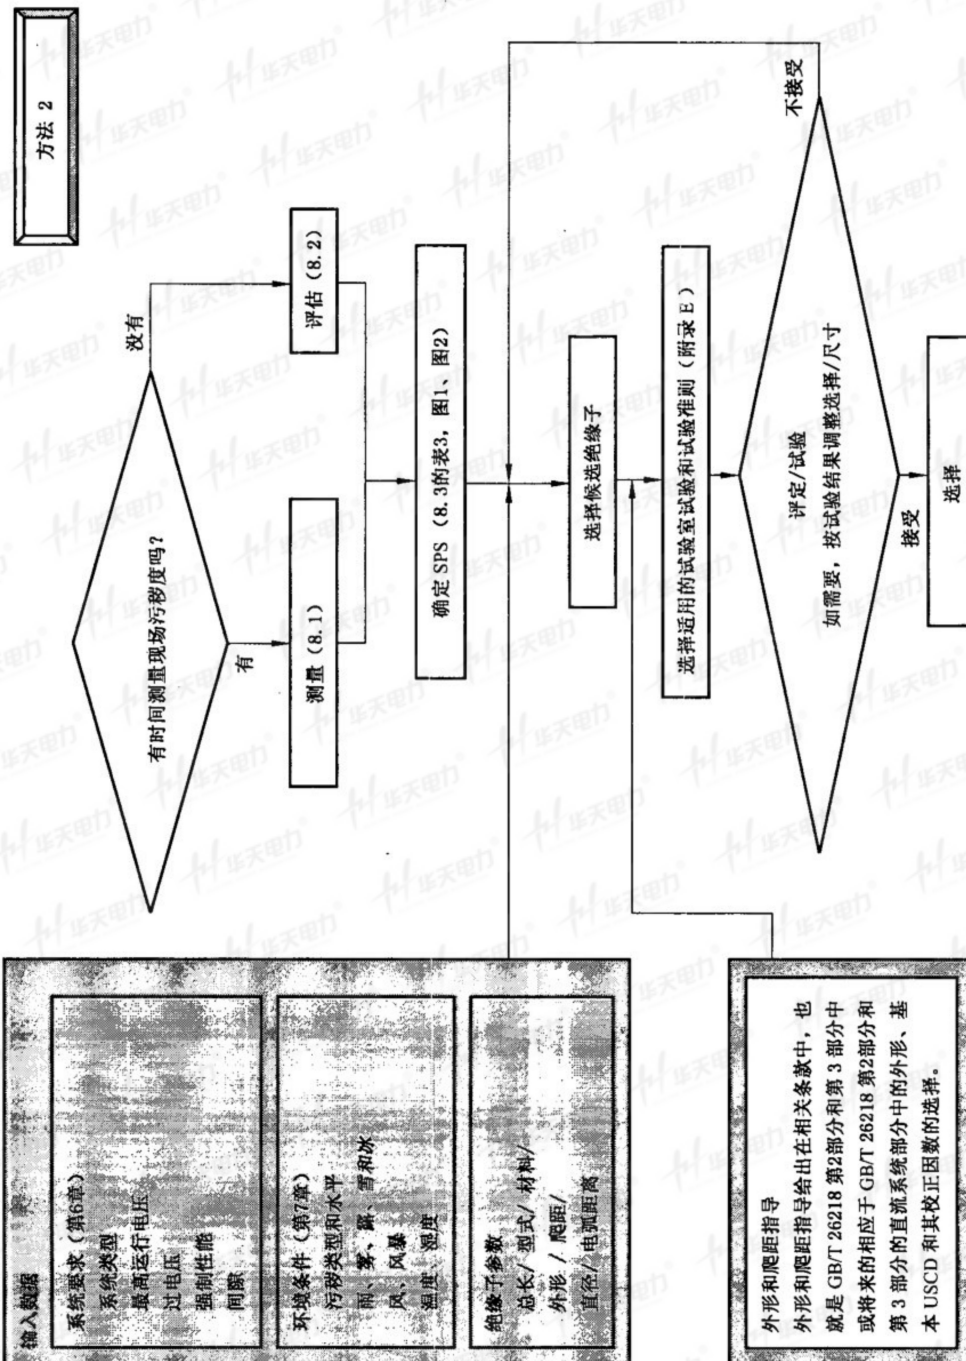 方法 2
输入数据
系统要求(第6章)
系统类型
最高运行电压
过电压
强制性能
间隙
环境条件(第7章)
污秽类型和水平
雨、雾、露、雪和冰
风、风暴
温度、湿度
绝缘子参数
总长/ 型式/ 材料/
外形 / 爬距/
直径/ 电弧距离
有时间测量现场污秽度吗?
没有
有
评估(8.2)
测量(8.1)
确定 SPS(8.3的表3,图1、图2)
选择候选绝缘子
选择适用的试验室试验和试验准则(附录 E)
评定/试验
如需要,按试验结果调整选择/尺寸
不接受
接受
选择
外形和爬距指导
外形和爬距指导给出在相关条款中,也
就是 GB/T 26218 第2部分和第 3 部分中
或将来的相应于 GB/T 26218 第2部分和
第 3 部分的直流系统部分中的外形、基
本 USCD 和其校正因数的选择。
华天电力